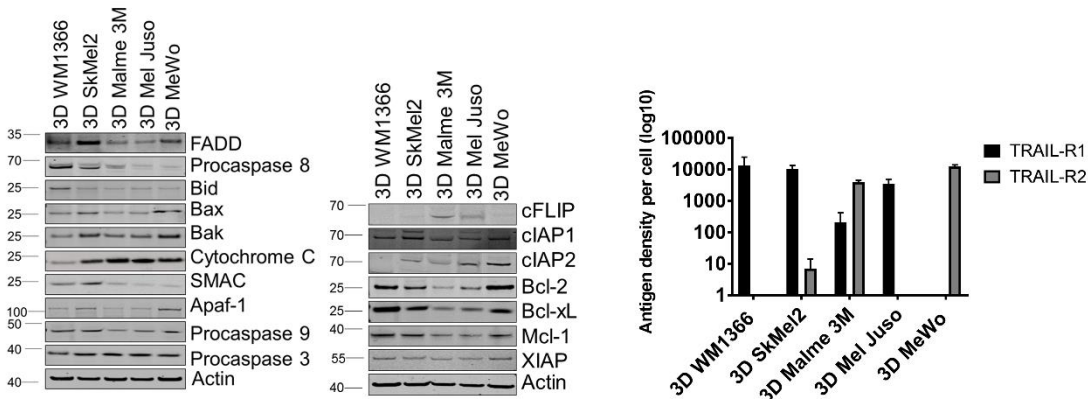 3D WM1366
3D SkMel2
3D Malme 3M
3D Mel Juso
3D MeWo
35
FADD
70
Procaspase 8
25
Bid
25
Bax
25
Bak
25
Cytochrome C
25
SMAC
100
Apaf-1
50
Procaspase 9
40
Procaspase 3
40
Actin
3D WM1366
3D SkMel2
3D Malme 3M
3D Mel Juso
3D MeWo
70
cFLIP
70
cIAP1
70
cIAP2
25
Bcl-2
25
Bcl-xL
40
Mcl-1
55
XIAP
40
Actin
Antigen density per cell (log10)
100000
10000
1000
100
10
1
3D WM1366
3D SkMel2
3D Malme 3M
3D Mel Juso
3D MeWo
TRAIL-R1
TRAIL-R2